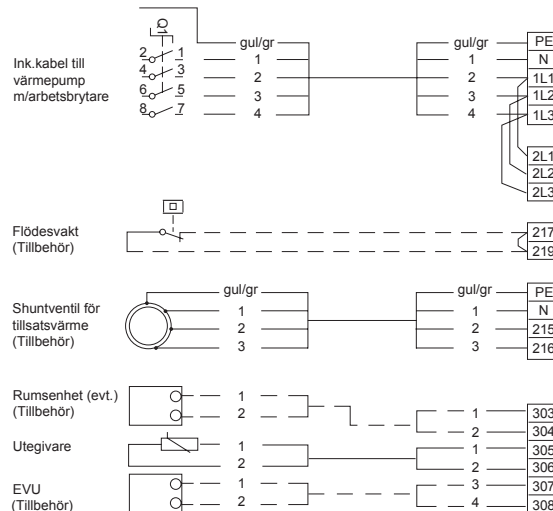 Q1
gul/gr
gul/gr
PE
2 1
1
1
N
Ink.kabel till
värmepump
m/arbetsbrytare
4 3
2
2
1L1
6 5
3
3
1L2
8 7
4
4
1L3
2L1
2L2
2L3
Flödesvakt
(Tillbehör)
217
219
gul/gr
gul/gr
PE
Shuntventil för
tillsatsvärme
(Tillbehör)
1
1
N
2
2
215
3
3
216
Rumsenhet (evt.)
(Tillbehör)
1
1
303
2
2
304
Utegivare
1
1
305
2
2
306
EVU
(Tillbehör)
1
3
307
2
4
308